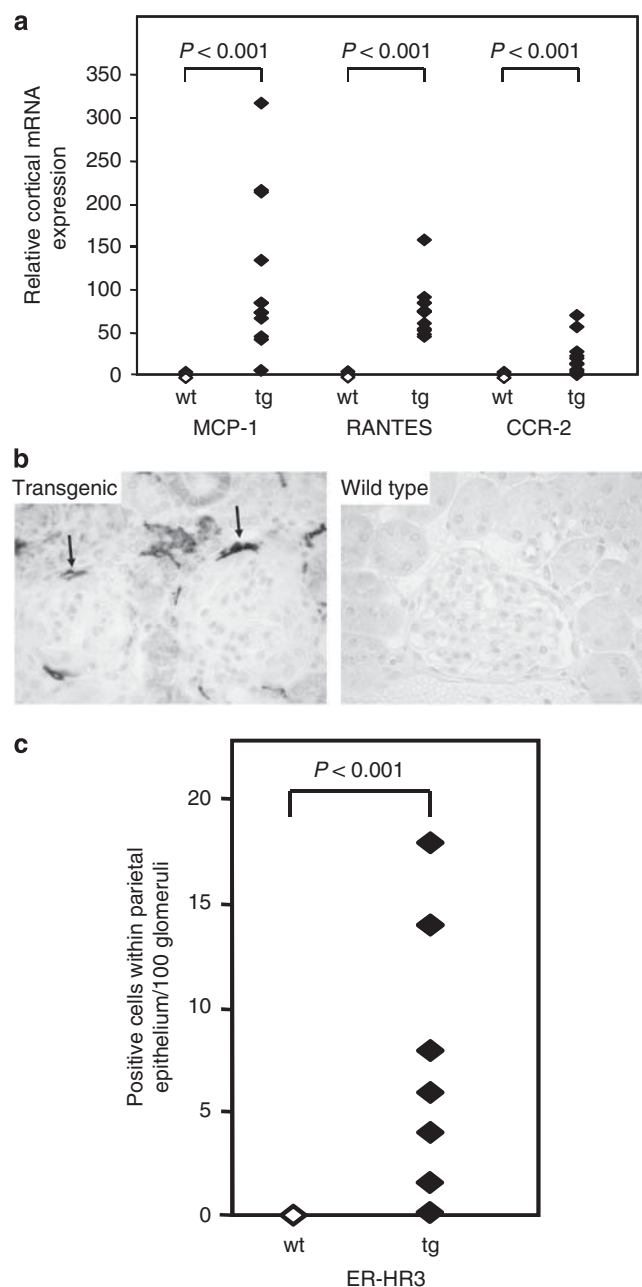 a
P < 0.001 P < 0.001 P < 0.001
Relative cortical mRNA
expression
350
300
250
200
150
100
50
0
wt tg wt tg wt tg
MCP-1 RANTES CCR-2
b
Transgenic Wild type
c
P < 0.001
Positive cells within parietal
epithelium/100 glomeruli
20
15
10
5
0
wt tg
ER-HR3